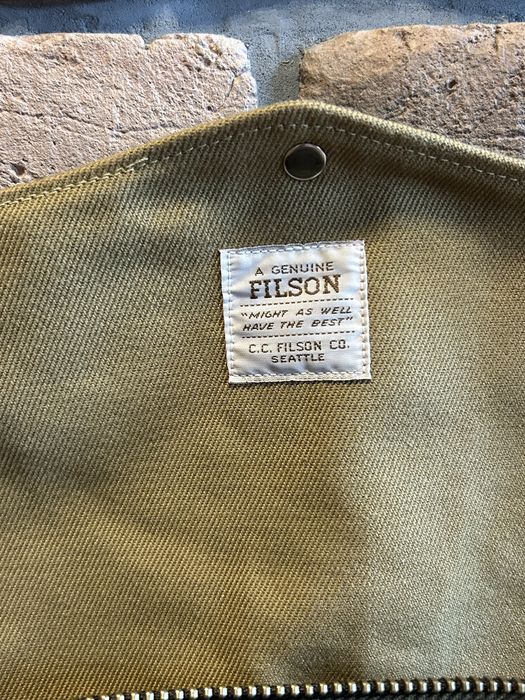 A GENUINE
FILSON
"MIGHT AS WELL
HAVE THE BEST"
C.C. FILSON CO.
SEATTLE